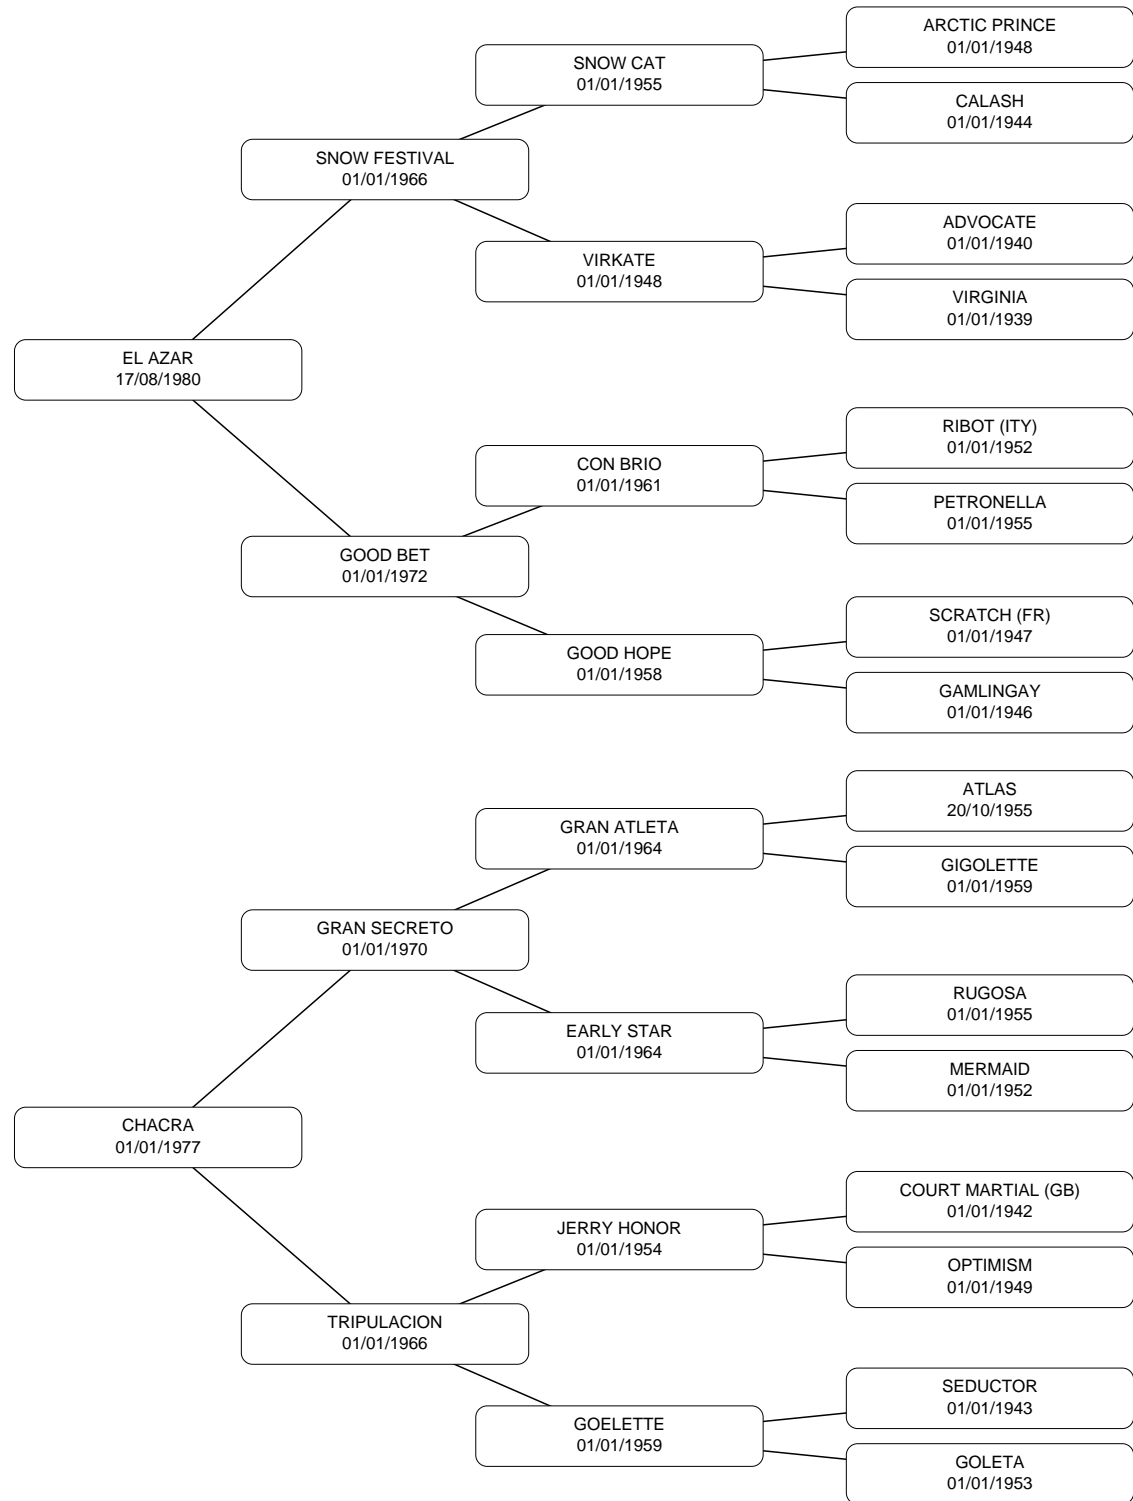 ARCTIC PRINCE
01/01/1948
SNOW CAT
01/01/1955
CALASH
01/01/1944
SNOW FESTIVAL
01/01/1966
ADVOCATE
01/01/1940
VIRKATE
01/01/1948
VIRGINIA
01/01/1939
EL AZAR
17/08/1980
RIBOT (ITY)
01/01/1952
CON BRIO
01/01/1961
PETRONELLA
01/01/1955
GOOD BET
01/01/1972
SCRATCH (FR)
01/01/1947
GOOD HOPE
01/01/1958
GAMLINGAY
01/01/1946
ATLAS
20/10/1955
GRAN ATLETA
01/01/1964
GIGOLETTE
01/01/1959
GRAN SECRETO
01/01/1970
RUGOSA
01/01/1955
EARLY STAR
01/01/1964
MERMAID
01/01/1952
CHACRA
01/01/1977
COURT MARTIAL (GB)
01/01/1942
JERRY HONOR
01/01/1954
OPTIMISM
01/01/1949
TRIPULACION
01/01/1966
SEDUCTOR
01/01/1943
GOELETTE
01/01/1959
GOLETA
01/01/1953